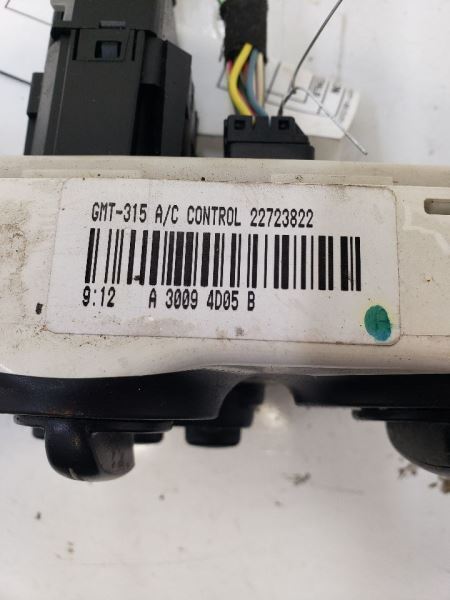 GMT-315 A/C CONTROL 22723822
9:12 A 3009 4D05 B